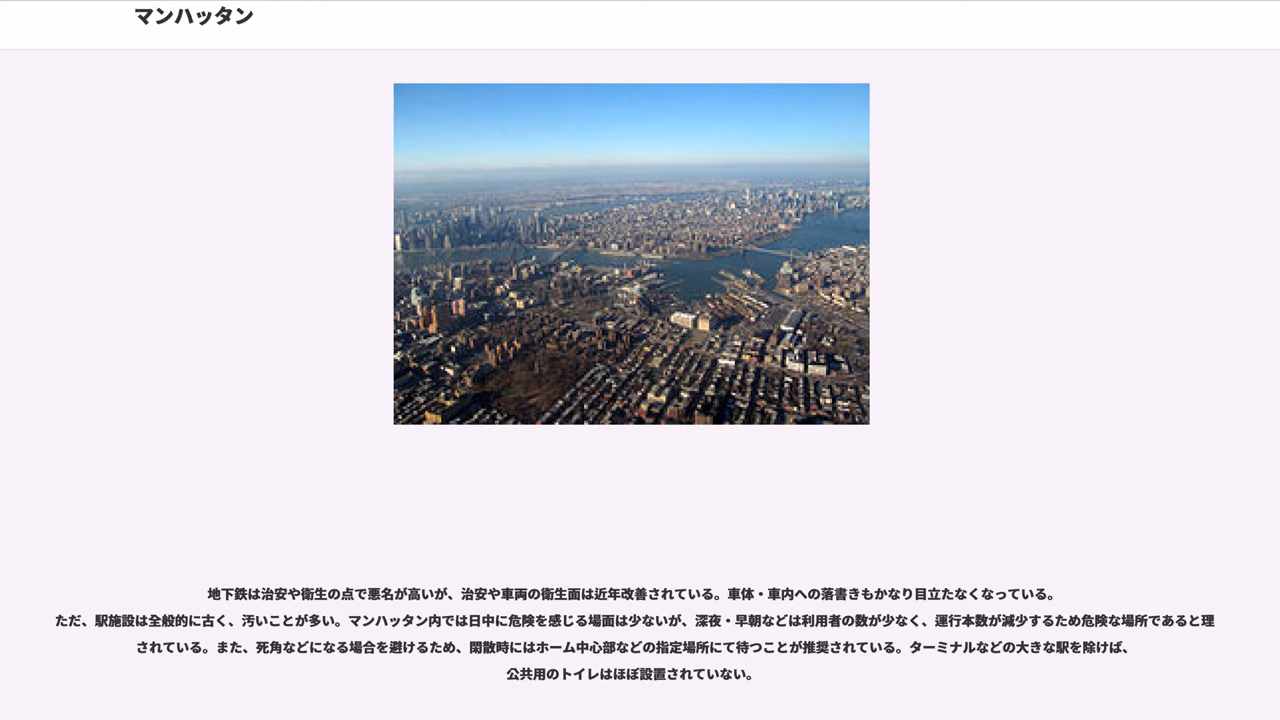 マンハッタン
地下鉄は治安や衛生の点で悪名が高いが、治安や車両の衛生面は近年改善されている。車体・車内への落書きもかなり目立たなくなっている。
ただ、駅施設は全般的に古く、汚いことが多い。マンハッタン内では日中に危険を感じる場面は少ないが、深夜・早朝などは利用者の数が少なく、運行本数が減少するため危険な場所であると理
されている。また、死角などになる場合を避けるため、閑散時にはホーム中心部などの指定場所にて待つことが推奨されている。ターミナルなどの大きな駅を除けば、
公共用のトイレはほぼ設置されていない。